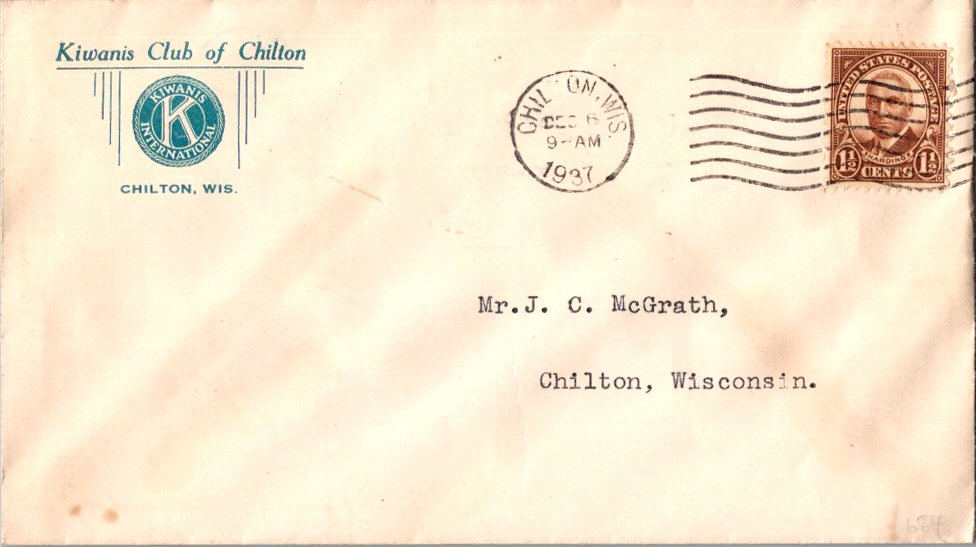 Kiwanis Club of Chilton
KIWANIS
K
INTERNATIONAL
CHILTON, WIS.
CHILTON, WIS.
DEC 6
9-AM
1937
UNITED STATES POSTAGE
HARDING
1½ CENTS 1½
Mr.J. C. McGrath,
Chilton, Wisconsin.
684